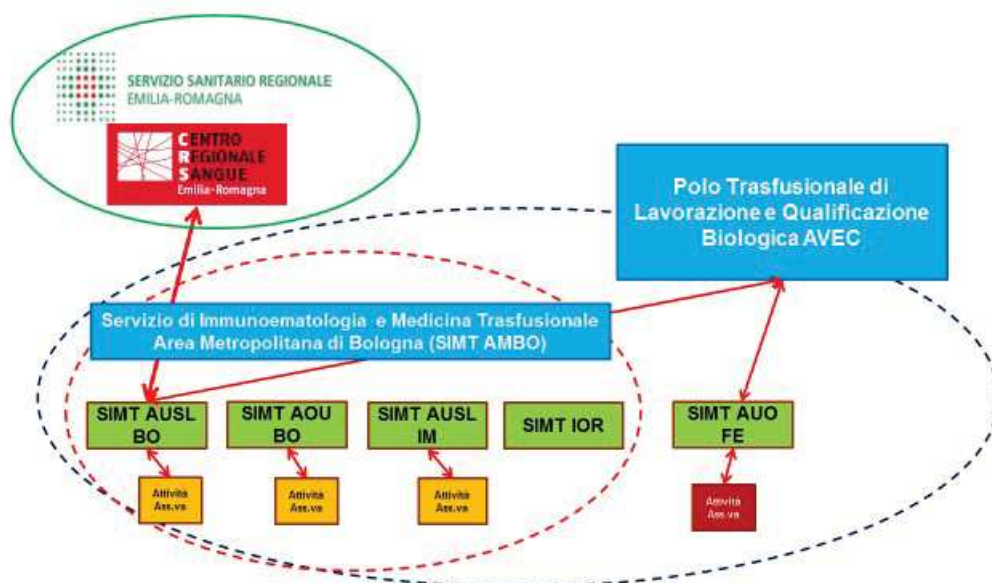 SERVIZIO SANITARIO REGIONALE
EMILIA-ROMAGNA
CENTRO
REGIONALE
SANGUE
Emilia-Romagna
Polo Trasfusionale di
Lavorazione e Qualificazione
Biologica AVEC
Servizio di Immunoematologia e Medicina Trasfusionale
Area Metropolitana di Bologna (SIMT AMBO)
SIMT AUSL
BO
SIMT AOU
BO
SIMT AUSL
IM
SIMT IOR
SIMT AUO
FE
Attività
Ass.va
Attività
Ass.va
Attività
Ass.va
Attività
Ass.va